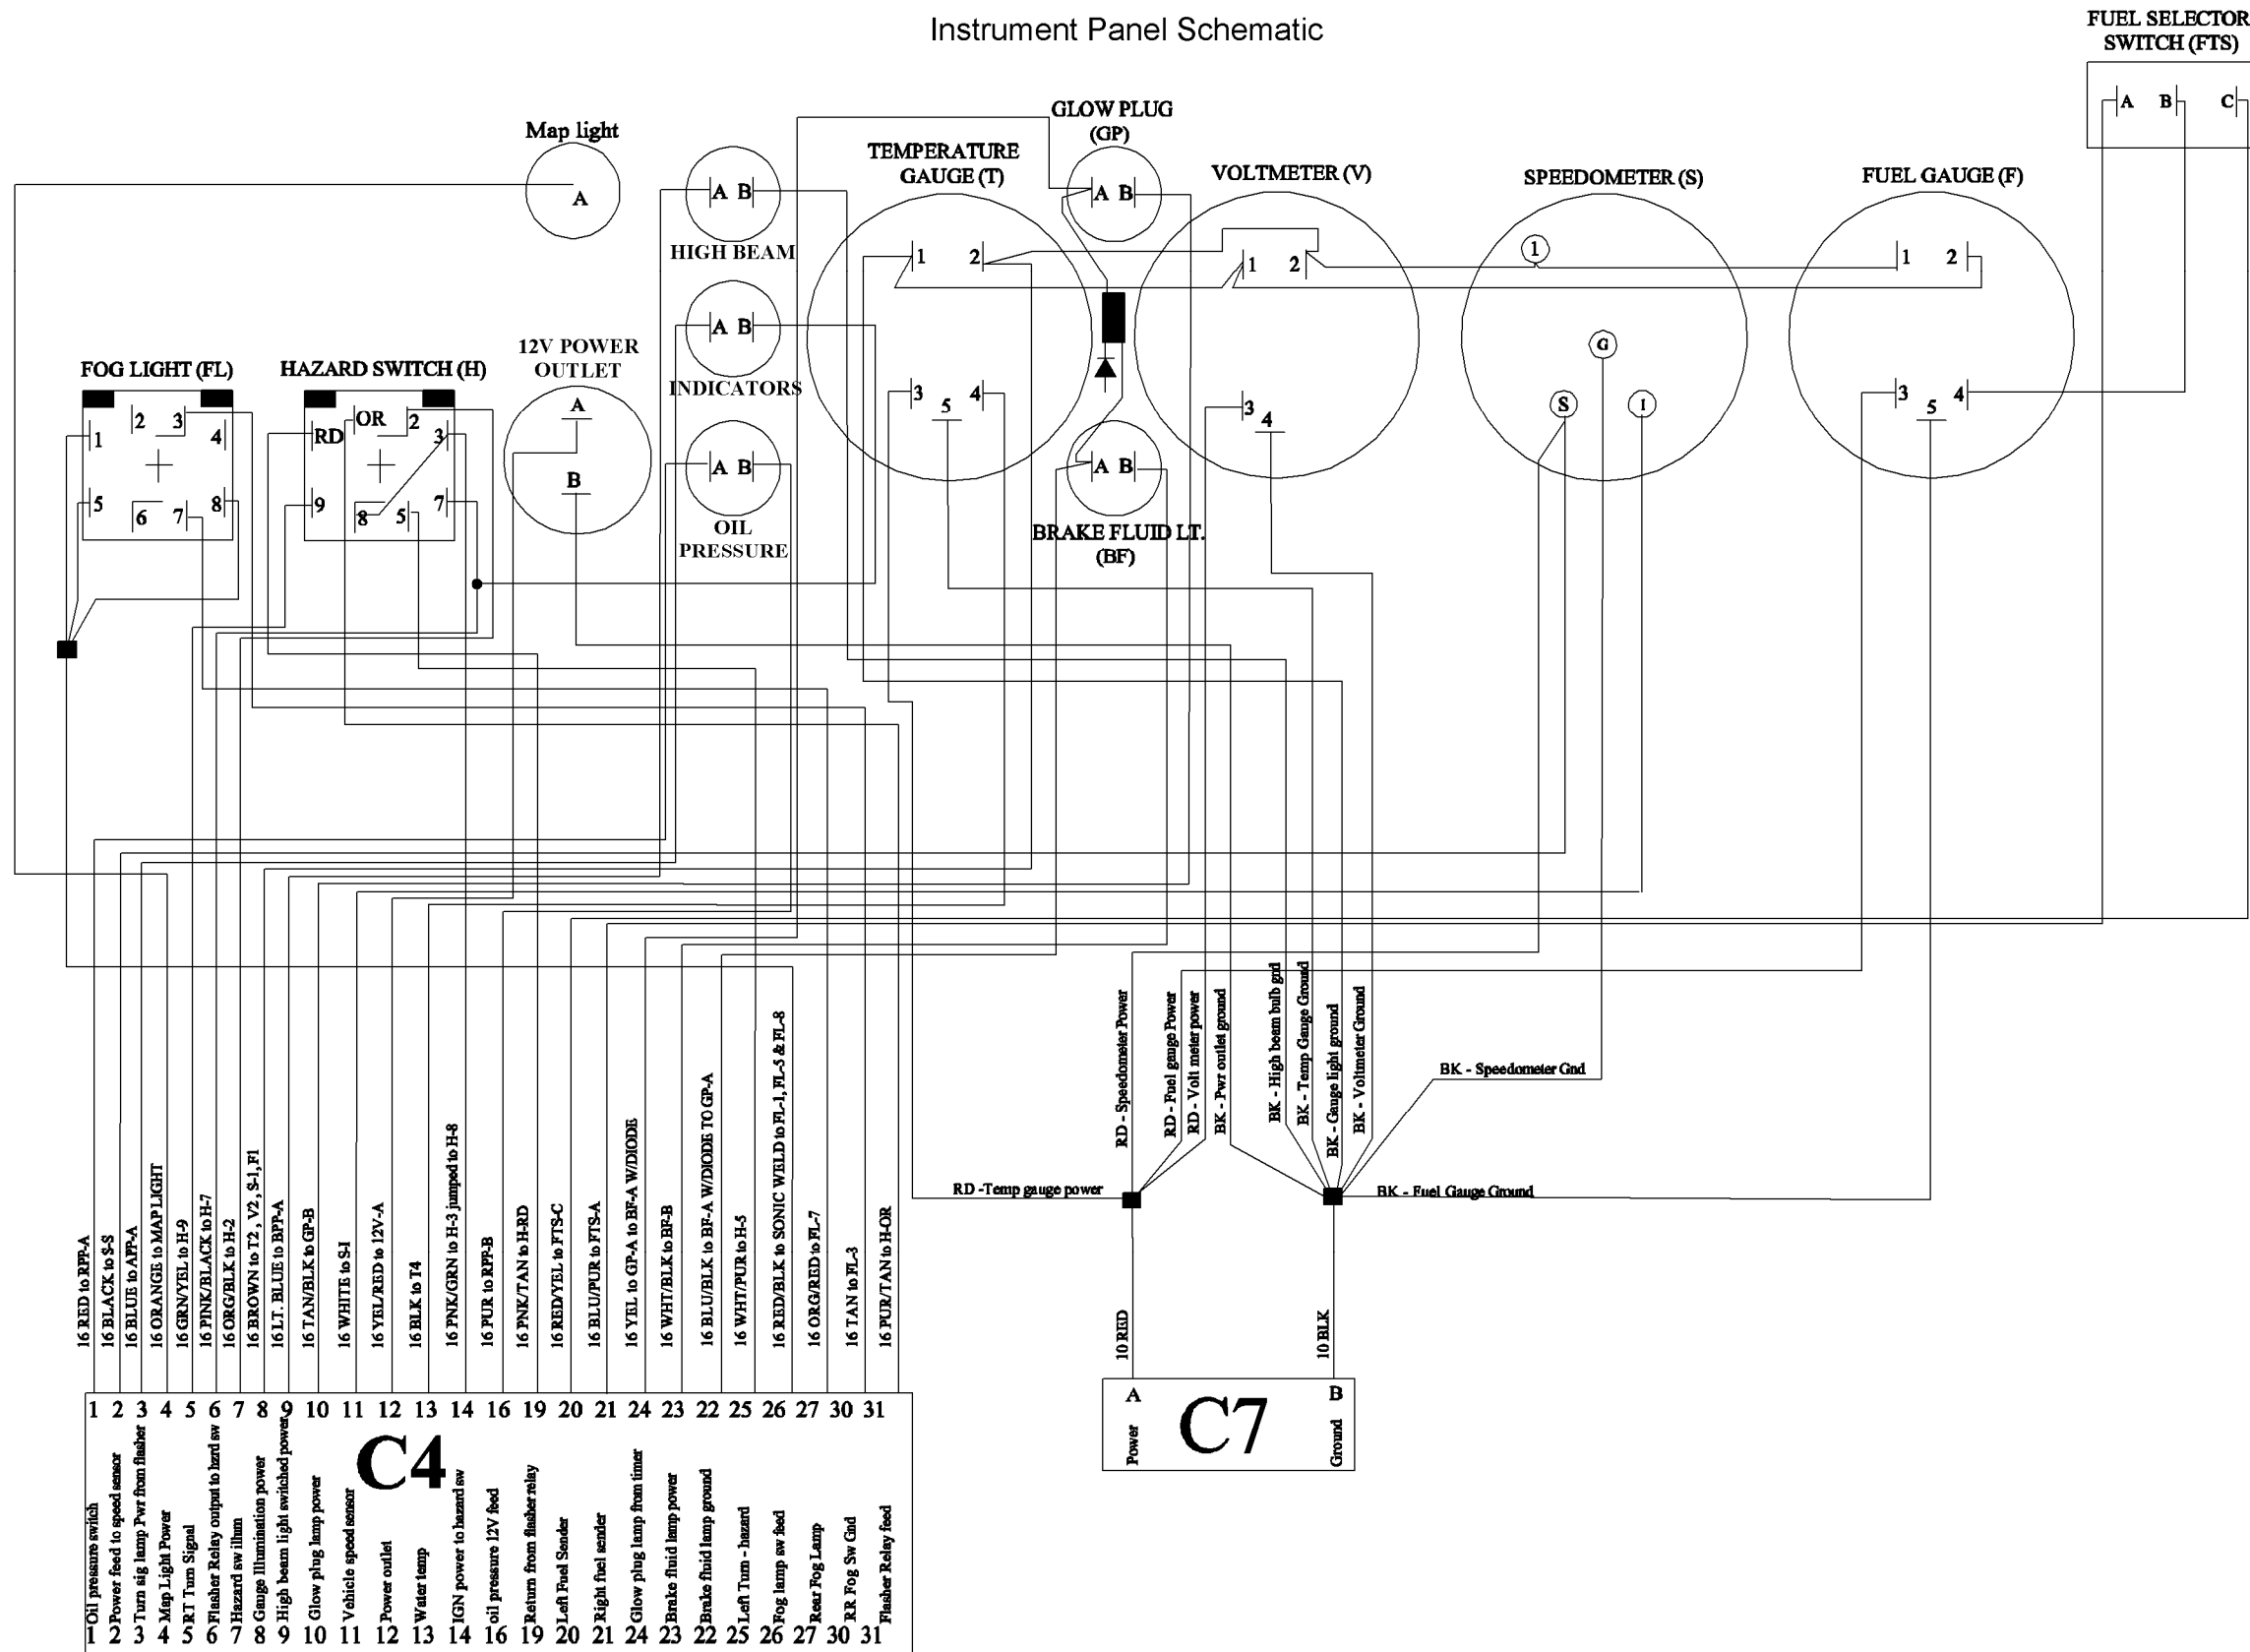 Instrument Panel Schematic
FUEL SELECTOR
SWITCH (FTS)
A B C
Map light
A
GLOW PLUG
(GP)
A B
TEMPERATURE
GAUGE (T)
1 2
3 5 4
VOLTMETER (V)
1 2
3 4
SPEEDOMETER (S)
1
G
S I
FUEL GAUGE (F)
1 2
3 5 4
A B
HIGH BEAM
A B
INDICATORS
A B
OIL
PRESSURE
12V POWER
OUTLET
A
B
FOG LIGHT (FL)
1 2 3 4
5 6 7 8
HAZARD SWITCH (H)
RD OR 2 3
9 8 5 7
A B
BRAKE FLUID LT.
(BF)
16 RED to RPP-A
16 BLACK to S-S
16 BLUE to APP-A
16 ORANGE to MAP LIGHT
16 GRN/YEL to H-9
16 PINK/BLACK to H-7
16 ORG/BLK to H-2
16 BROWN to T2, V2, S-1, F1
16 LT. BLUE to BPP-A
16 TAN/BLK to GP-B
16 WHITE to S-I
16 YEL/RED to 12V-A
16 BLK to T4
16 PNK/GRN to H-3 jumped to H-8
16 PUR to RPP-B
16 PNK/TAN to H-RD
16 RED/YEL to FTS-C
16 BLU/PUR to FTS-A
16 YEL to GP-A to BF-A W/DIODE
16 WHT/BLK to BF-B
16 BLU/BLK to BF-A W/DIODE TO GP-A
16 WHT/PUR to H-5
16 RED/BLK to SONIC WELD to FL-1, FL-5 & FL-8
16 ORG/RED to FL-7
16 TAN to FL-3
16 PUR/TAN to H-OR
RD - Speedometer Power
RD - Fuel gauge Power
RD - Volt meter power
BK - Pwr outlet ground
BK - High beam bulb gnd
BK - Temp Gauge Ground
BK - Gauge light ground
BK - Voltmeter Ground
BK - Speedometer Gnd
RD -Temp gauge power
BK - Fuel Gauge Ground
10 RED
10 BLK
A B
C7
Power
Ground
1 2 3 4 5 6 7 8 9 10 11 12 13 14 16 19 20 21 24 23 22 25 26 27 30 31
C4
Oil pressure switch
Power feed to speed sensor
Turn sig lamp Pwr from flasher
Map Light Power
RT Turn Signal
Flasher Relay output to hzrd sw
Hazard sw illum
Gauge Illumination power
High beam light switched power
Glow plug lamp power
Vehicle speed sensor
Power outlet
Water temp
IGN power to hazard sw
oil pressure 12V feed
Return from flasher relay
Left Fuel Sender
Right fuel sender
Glow plug lamp from timer
Brake fluid lamp power
Brake fluid lamp ground
Left Turn - hazard
Fog lamp sw feed
Rear Fog Lamp
RR Fog Sw Gnd
Flasher Relay feed
1 2 3 4 5 6 7 8 9 10 11 12 13 14 16 19 20 21 24 23 22 25 26 27 30 31